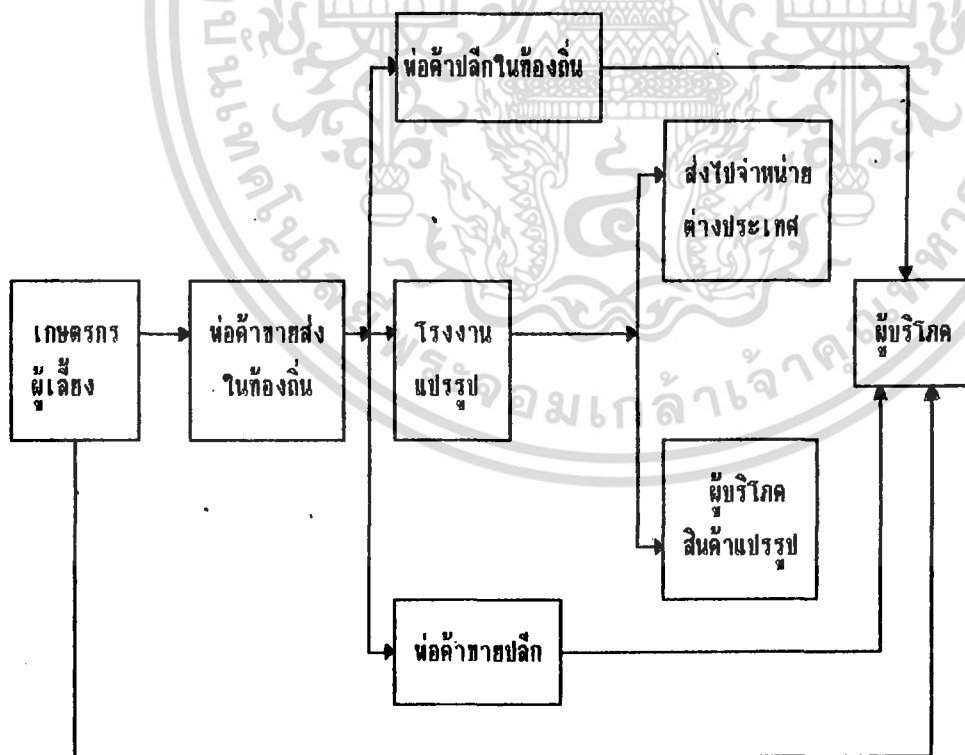 พ่อค้าปลีกในท้องถิ่น
ส่งไปจำหน่าย
ต่างประเทศ
เกษตรกร
ผู้เลี้ยง
พ่อค้าขายส่ง
ในท้องถิ่น
โรงงาน
แปรรูป
ผู้บริโภค
ผู้บริโภค
สินค้าแปรรูป
พ่อค้าขายปลีก